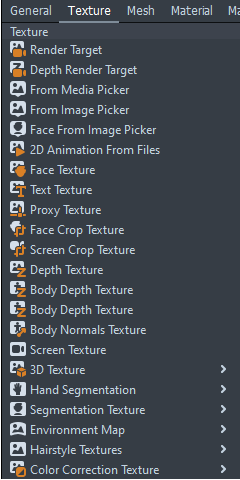 General Texture Mesh Material
Texture
Render Target
Depth Render Target
From Media Picker
From Image Picker
Face From Image Picker
2D Animation From Files
Face Texture
Text Texture
Proxy Texture
Face Crop Texture
Screen Crop Texture
Depth Texture
Body Depth Texture
Body Depth Texture
Body Normals Texture
Screen Texture
3D Texture
Hand Segmentation
Segmentation Texture
Environment Map
Hairstyle Textures
Color Correction Texture